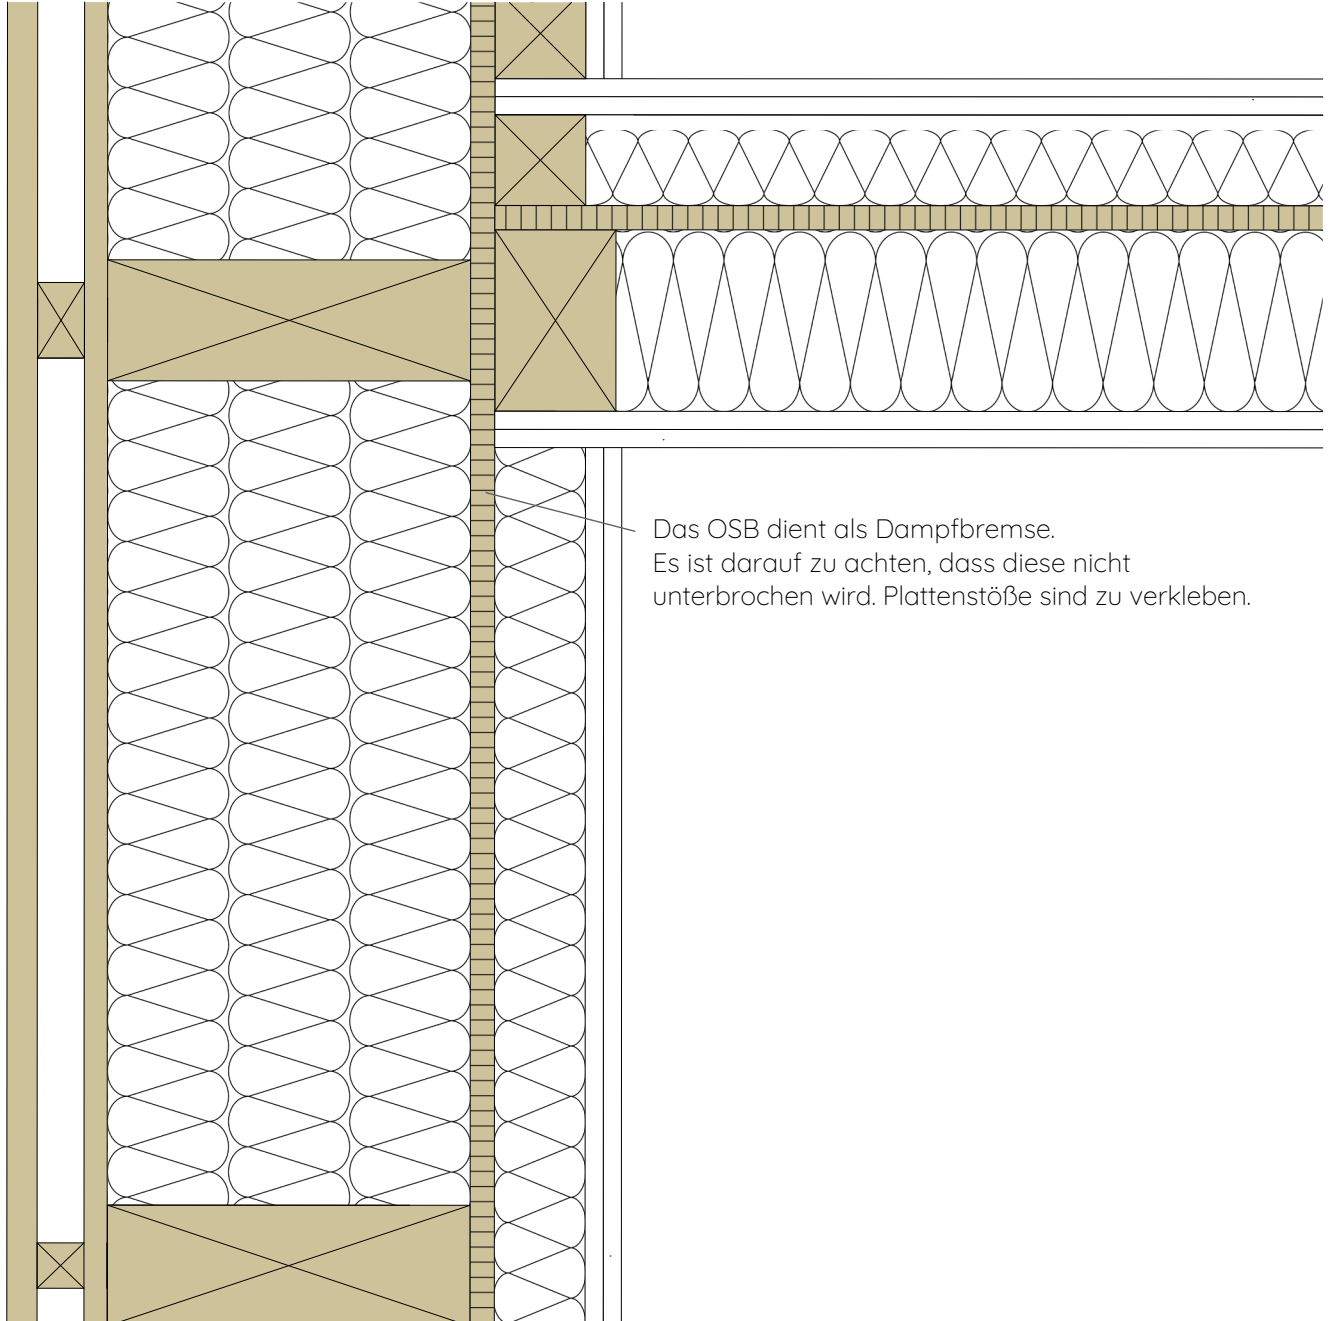 Das OSB dient als Dampfbremse.
Es ist darauf zu achten, dass diese nicht
unterbrochen wird. Plattenstöße sind zu verkleben.